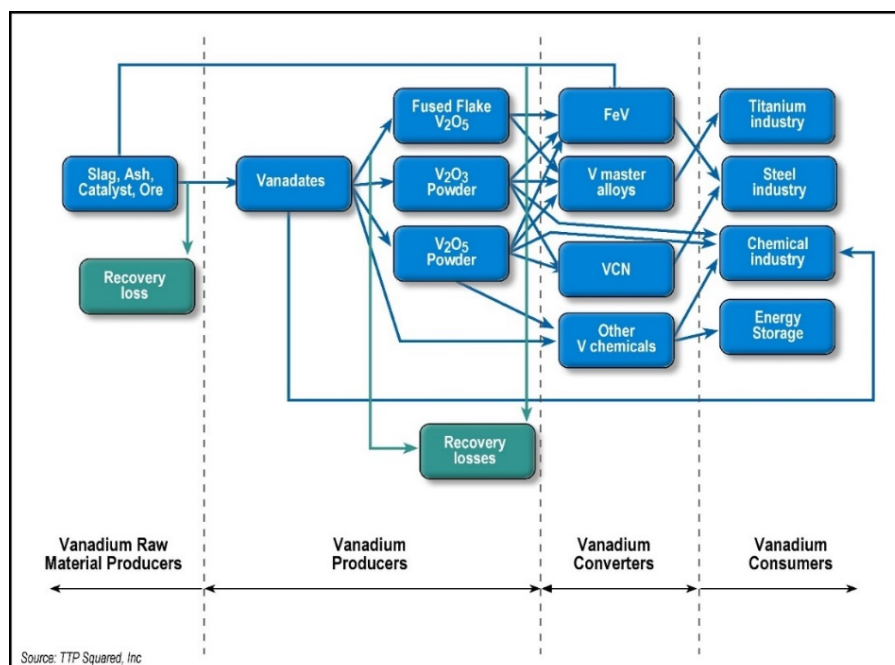 Fused Flake
V₂O₅
FeV
Titanium
industry
Slag, Ash,
Catalyst, Ore
Vanadates
V₂O₃
Powder
V master
alloys
Steel
industry
V₂O₅
Powder
Chemical
industry
Recovery
loss
VCN
Other
V chemicals
Energy
Storage
Recovery
losses
Vanadium Raw
Material Producers
Vanadium
Producers
Vanadium
Converters
Vanadium
Consumers
Source: TTP Squared, Inc